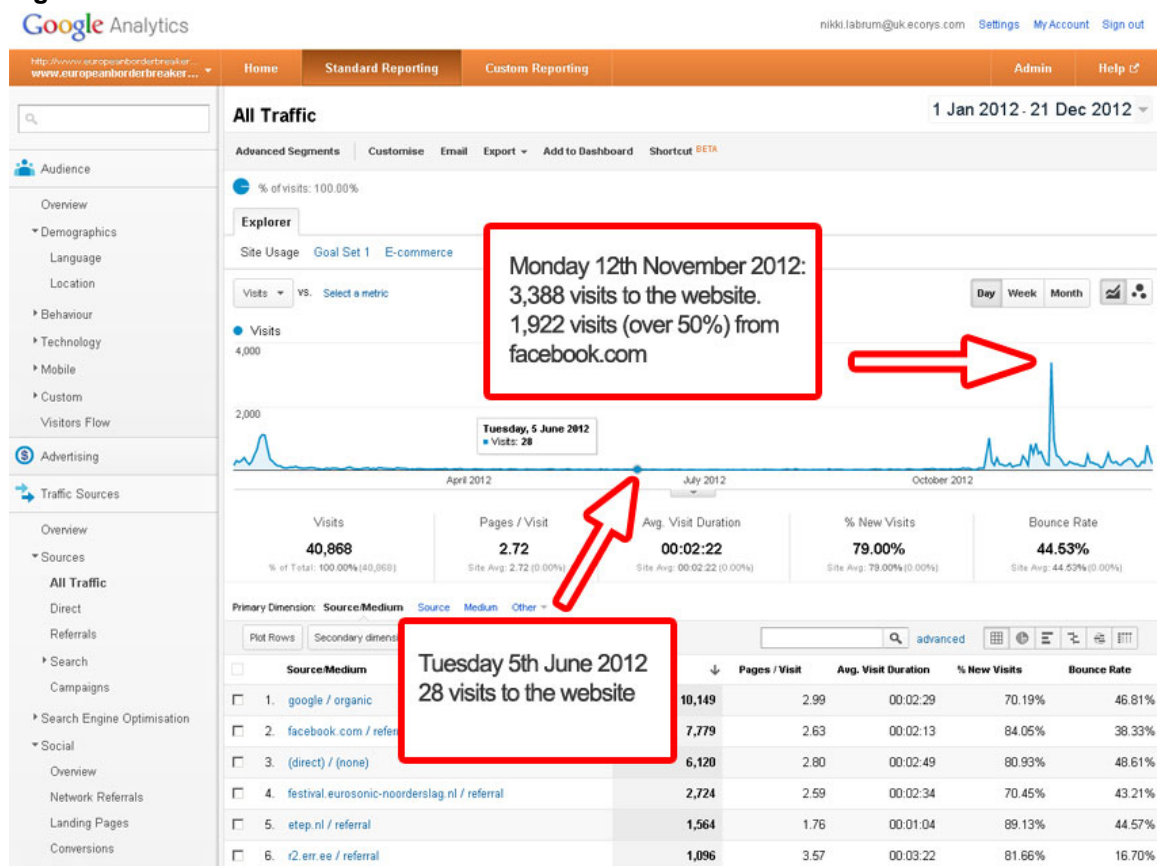 Google Analytics
nikki.labrum@uk.ecorys.com Settings My Account Sign out
http://www.europeanborderbreaker...
www.europeanborderbreaker...
Home Standard Reporting Custom Reporting Admin Help
All Traffic
1 Jan 2012 - 21 Dec 2012
Advanced Segments Customise Email Export Add to Dashboard Shortcut BETA
Audience
% of visits: 100.00%
Overview
Explorer
Demographics
Site Usage Goal Set 1 E-commerce
Language
Location
Visits VS. Select a metric
Day Week Month
Behaviour
Technology
Mobile
Custom
Visitors Flow
Monday 12th November 2012:
3,388 visits to the website.
1,922 visits (over 50%) from
facebook.com
Visits
4,000
2,000
Tuesday, 5 June 2012
Visits: 28
April 2012 July 2012 October 2012
Advertising
Traffic Sources
Overview
Sources
All Traffic
Direct
Referrals
Search
Campaigns
Search Engine Optimisation
Social
Overview
Network Referrals
Landing Pages
Conversions
Visits Pages / Visit Avg. Visit Duration % New Visits Bounce Rate
40,868 2.72 00:02:22 79.00% 44.53%
% of Total: 100.00% (40,868) Site Avg: 2.72 (0.00%) Site Avg: 00:02:22 (0.00%) Site Avg: 79.00% (0.00%) Site Avg: 44.53% (0.00%)
Primary Dimension: Source/Medium Source Medium Other
Plot Rows Secondary
advanced
Tuesday 5th June 2012
28 visits to the website
Source/Medium Pages / Visit Avg. Visit Duration % New Visits Bounce Rate
1. google / organic 10,149 2.99 00:02:29 70.19% 46.81%
2. facebook.com / 7,779 2.63 00:02:13 84.05% 38.33%
3. (direct) / (none) 6,120 2.80 00:02:49 80.93% 48.61%
4. festival.eurosonic-noorderslag.nl / referral 2,724 2.59 00:02:34 70.45% 43.21%
5. etep.nl / referral 1,564 1.76 00:01:04 89.13% 44.57%
6. r2.err.ee / referral 1,096 3.57 00:03:22 81.66% 16.70%